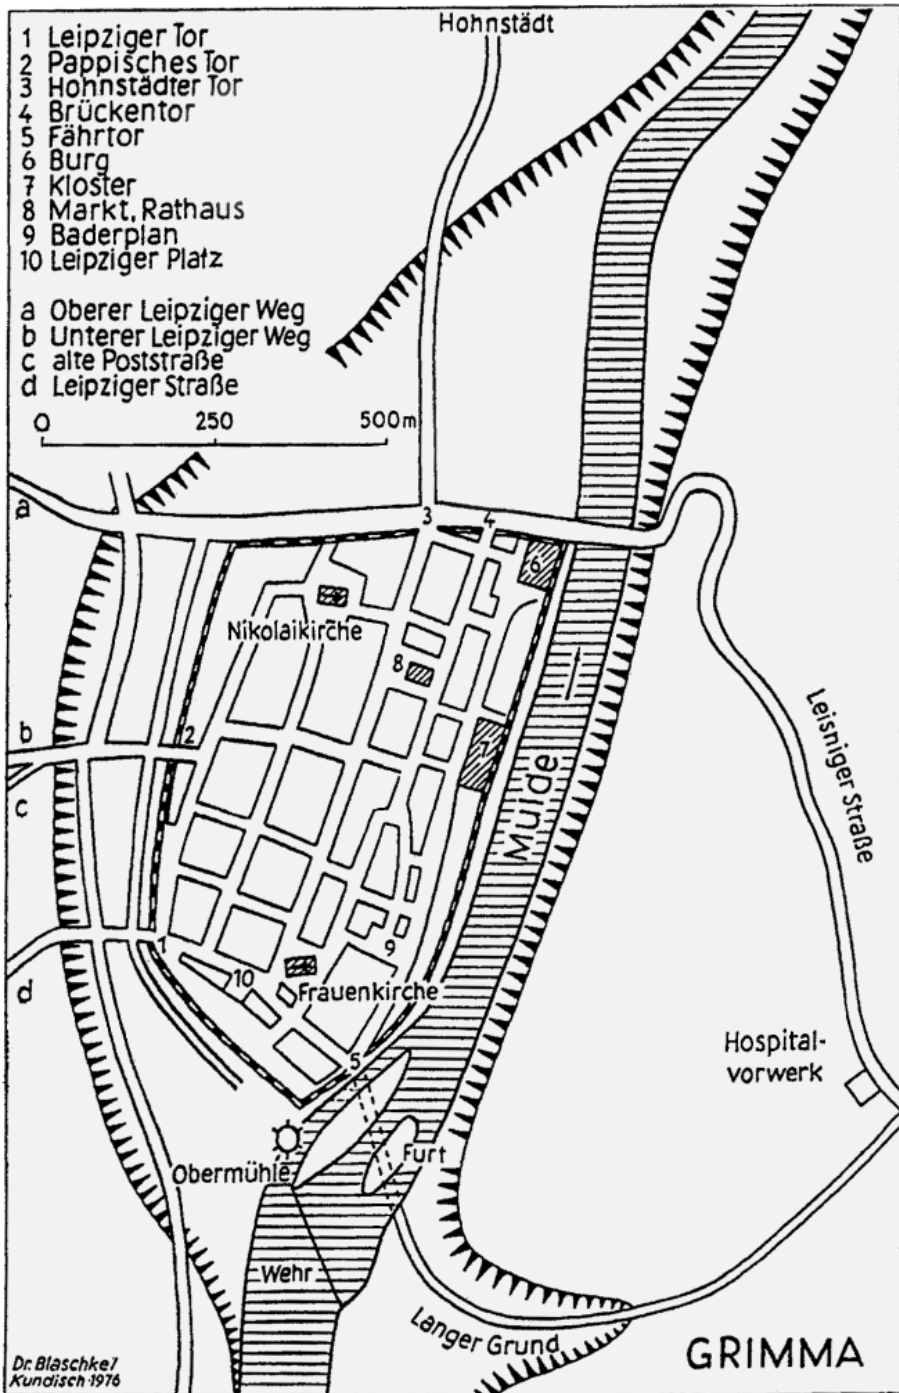 Hohnstädt
1 Leipziger Tor
2 Pappisches Tor
3 Hohnstädter Tor
4 Brückentor
5 Fährtor
6 Burg
7 Kloster
8 Markt, Rathaus
9 Baderplan
10 Leipziger Platz
a Oberer Leipziger Weg
b Unterer Leipziger Weg
c alte Poststraße
d Leipziger Straße
0 250 500m
a
3
4
6
Nikolaikirche
8
b
2
7
c
Mulde
Leisniger Straße
1
9
d
10
Frauenkirche
5
Hospital-
vorwerk
Furt
Obermühle
Wehr
Langer Grund
GRIMMA
Dr. Blaschke/
Kundisch 1976